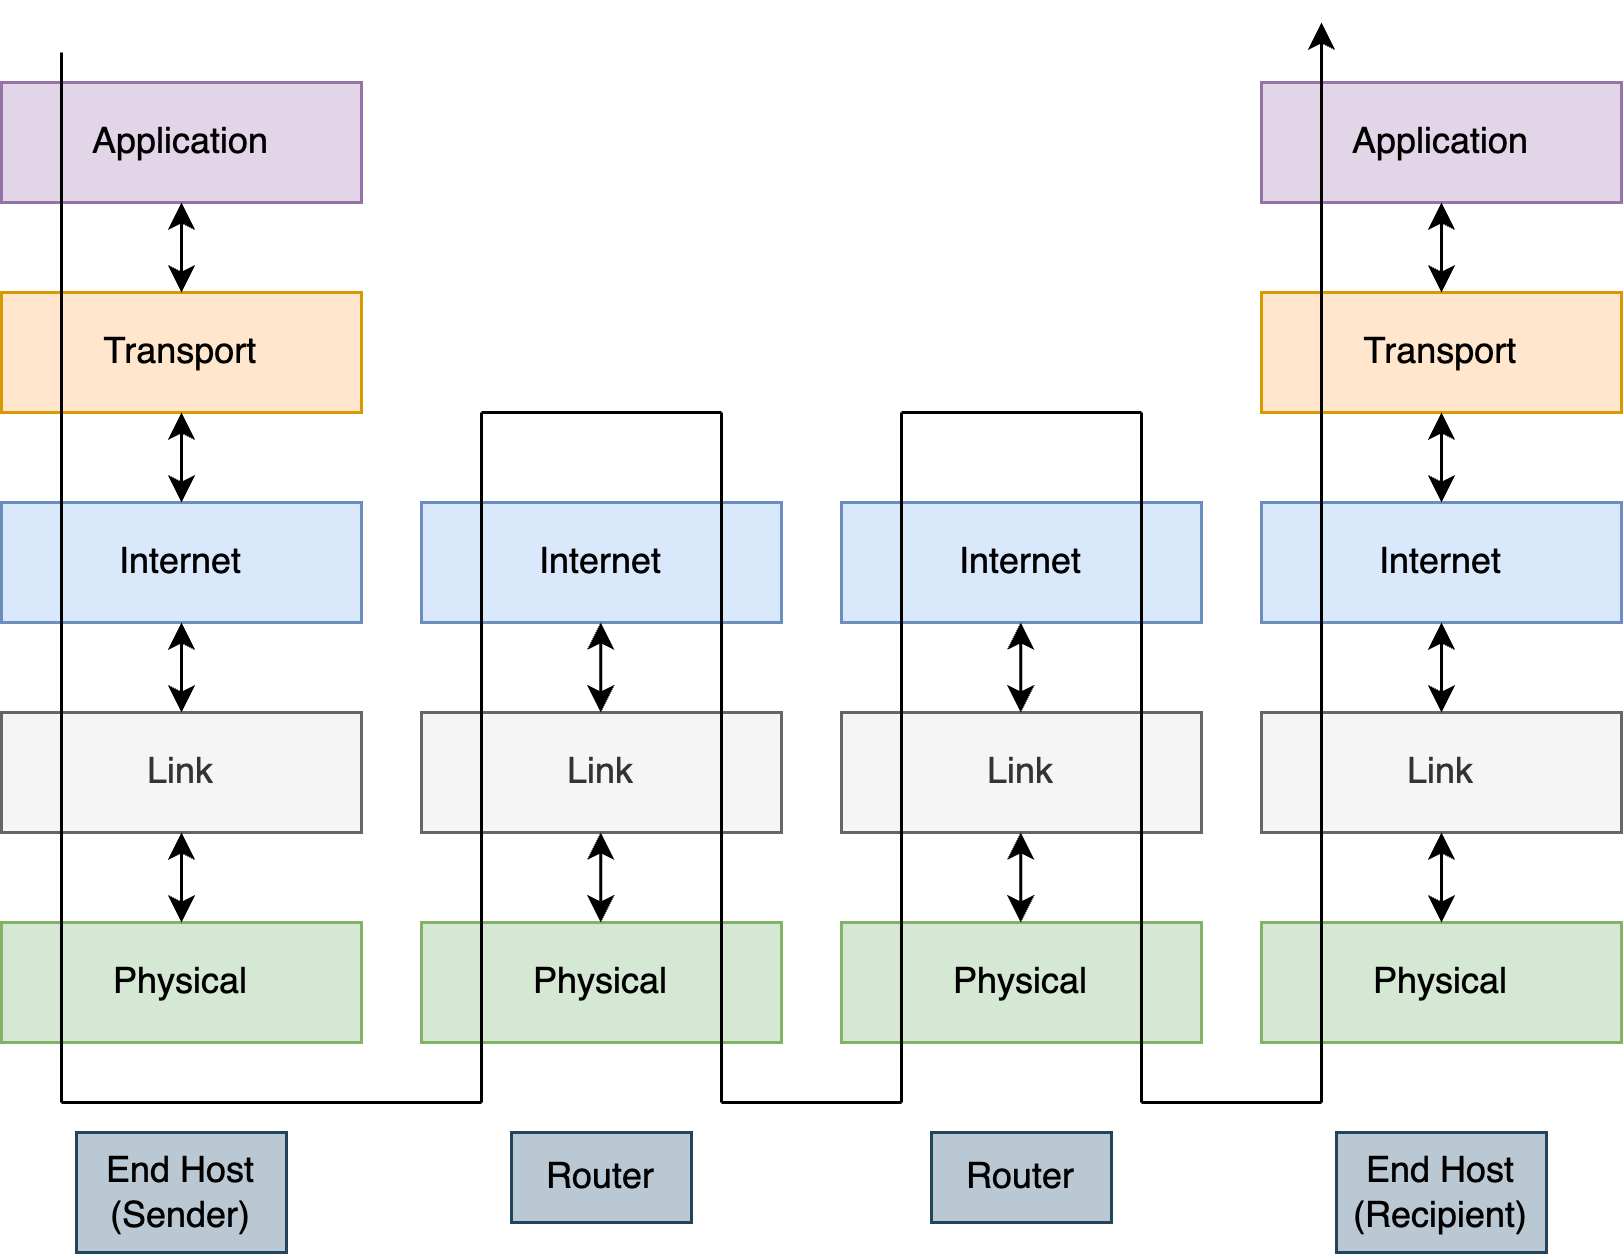 Application
Application
Transport
Transport
Internet
Internet
Internet
Internet
Link
Link
Link
Link
Physical
Physical
Physical
Physical
End Host
(Sender)
Router
Router
End Host
(Recipient)